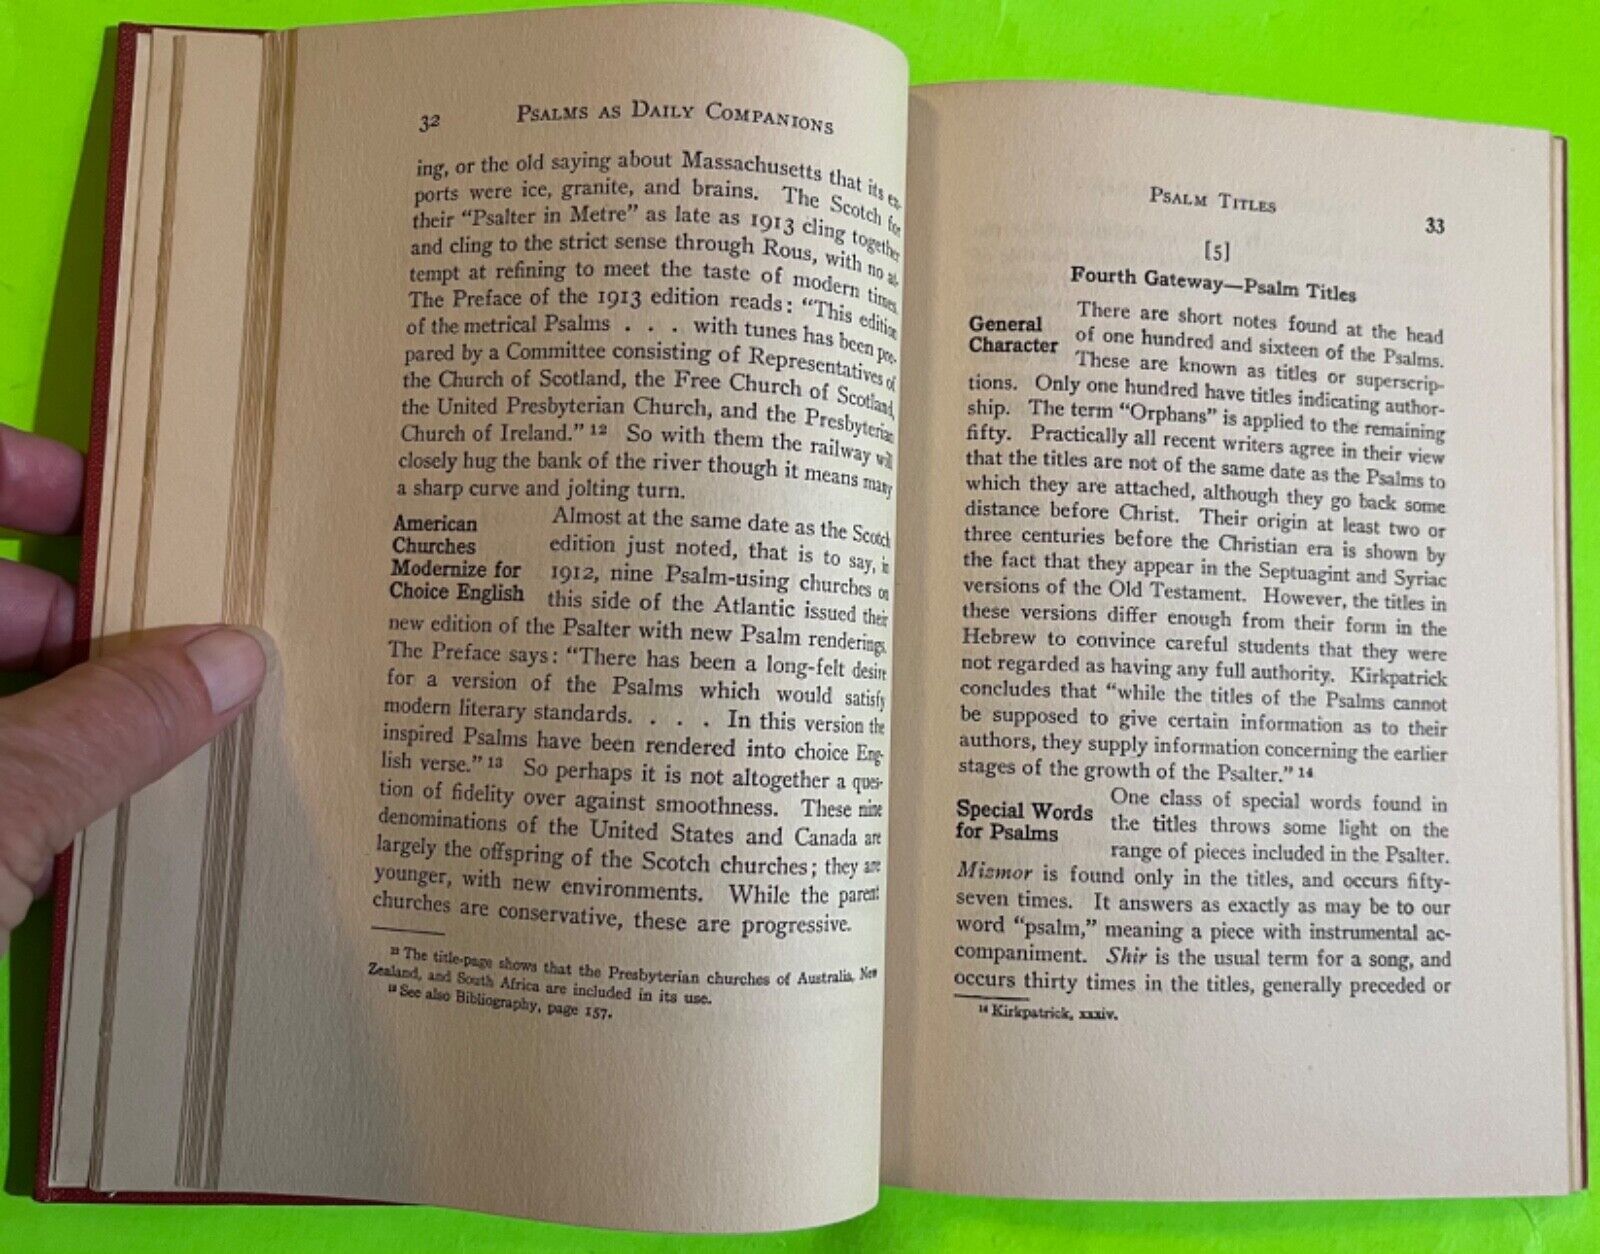 32 PSALMS AS DAILY COMPANIONS
ing, or the old saying about Massachusetts that its ex-
ports were ice, granite, and brains. The Scotch for
their "Psalter in Metre" as late as 1913 cling together
and cling to the strict sense through Rous, with no at-
tempt at refining to meet the taste of modern times.
The Preface of the 1913 edition reads: "This edition
of the metrical Psalms . . . with tunes has been pre-
pared by a Committee consisting of Representatives of
the Church of Scotland, the Free Church of Scotland,
the United Presbyterian Church, and the Presbyterian
Church of Ireland." 12 So with them the railway will
closely hug the bank of the river though it means many
a sharp curve and jolting turn.
American
Churches
Modernize for
Choice English
Almost at the same date as the Scotch
edition just noted, that is to say, in
1912, nine Psalm-using churches on
this side of the Atlantic issued their
new edition of the Psalter with new Psalm renderings.
The Preface says: "There has been a long-felt desire
for a version of the Psalms which would satisfy
modern literary standards. . . . In this version the
inspired Psalms have been rendered into choice Eng-
lish verse." 13 So perhaps it is not altogether a ques-
tion of fidelity over against smoothness. These nine
denominations of the United States and Canada are
largely the offspring of the Scotch churches; they are
younger, with new environments. While the parent
churches are conservative, these are progressive.
12 The title-page shows that the Presbyterian churches of Australia, New
Zealand, and South Africa are included in its use.
13 See also Bibliography, page 157.
PSALM TITLES 33
[5]
Fourth Gateway—Psalm Titles
General
Character
There are short notes found at the head
of one hundred and sixteen of the Psalms.
These are known as titles or superscrip-
tions. Only one hundred have titles indicating author-
ship. The term "Orphans" is applied to the remaining
fifty. Practically all recent writers agree in their view
that the titles are not of the same date as the Psalms to
which they are attached, although they go back some
distance before Christ. Their origin at least two or
three centuries before the Christian era is shown by
the fact that they appear in the Septuagint and Syriac
versions of the Old Testament. However, the titles in
these versions differ enough from their form in the
Hebrew to convince careful students that they were
not regarded as having any full authority. Kirkpatrick
concludes that "while the titles of the Psalms cannot
be supposed to give certain information as to their
authors, they supply information concerning the earlier
stages of the growth of the Psalter." 14
Special Words
for Psalms
One class of special words found in
the titles throws some light on the
range of pieces included in the Psalter.
Mizmor is found only in the titles, and occurs fifty-
seven times. It answers as exactly as may be to our
word "psalm," meaning a piece with instrumental ac-
companiment. Shir is the usual term for a song, and
occurs thirty times in the titles, generally preceded or
14 Kirkpatrick, xxxiv.